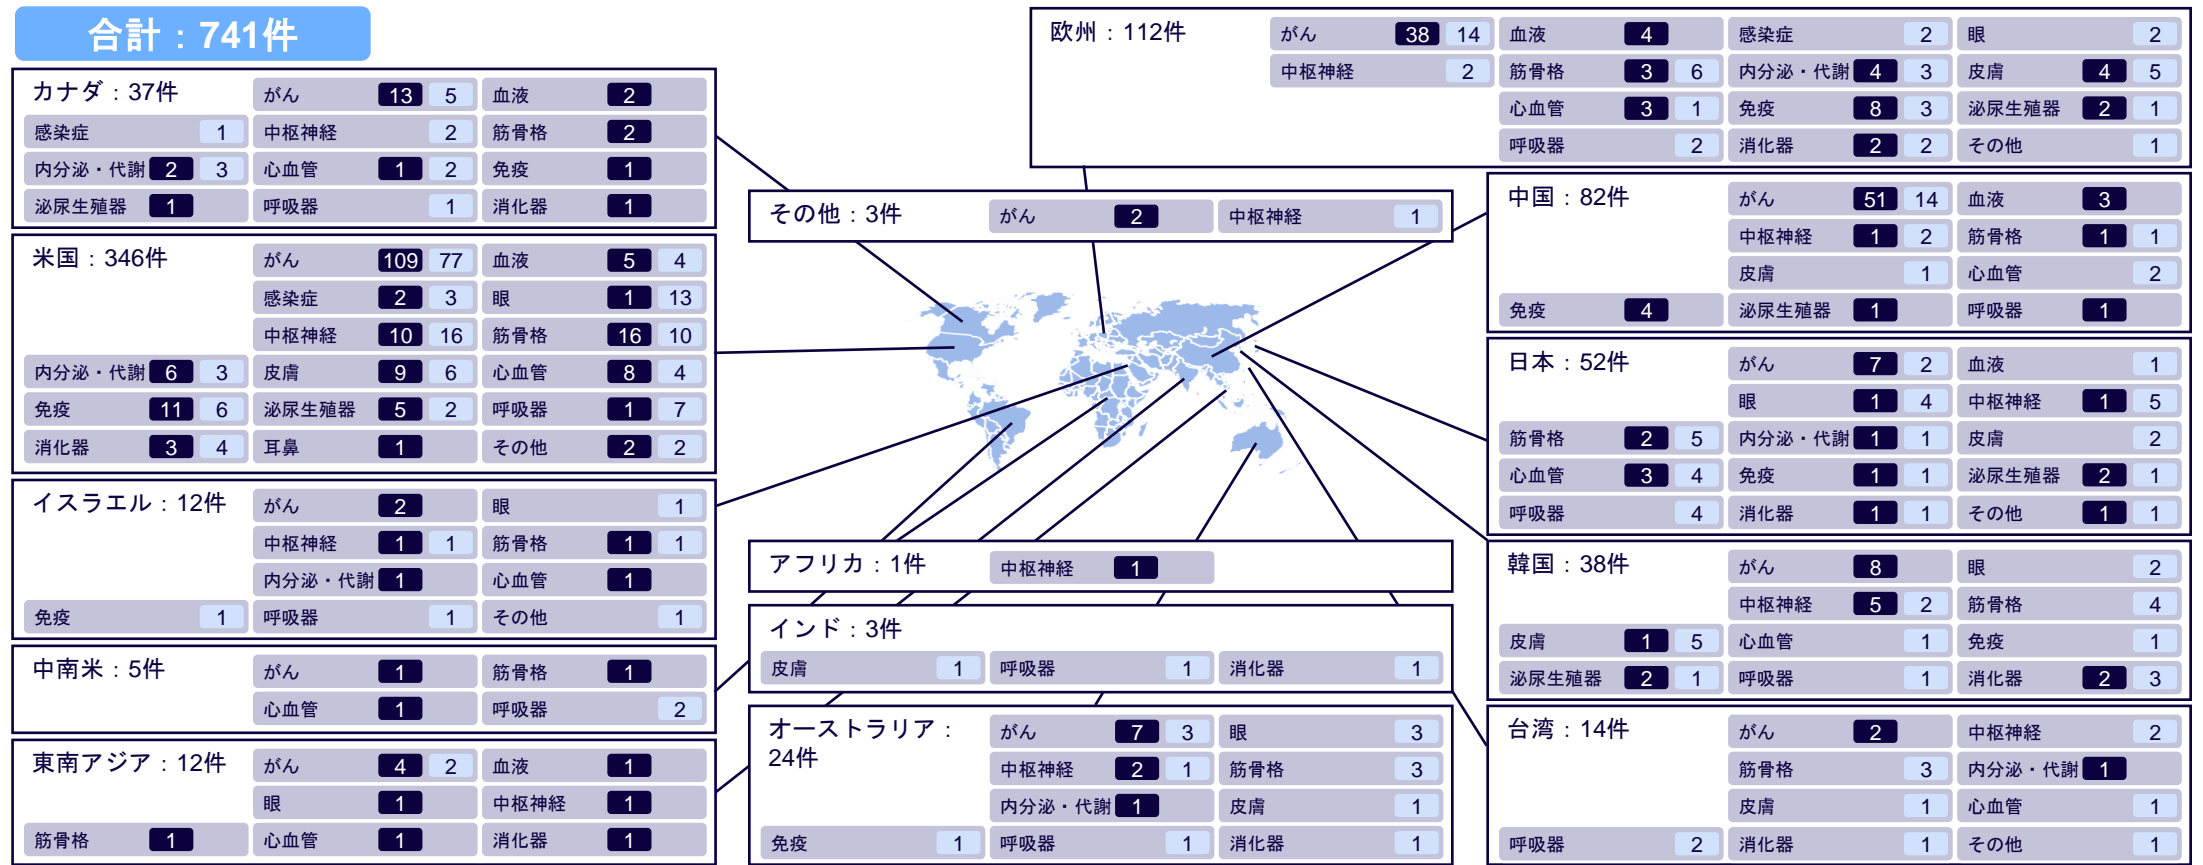 合計：741件
カナダ：37件
がん 13 5 血液 2
感染症 1 中枢神経 2 筋骨格 2
内分泌・代謝 2 3 心血管 1 2 免疫 1
泌尿生殖器 1 呼吸器 1 消化器 1
米国：346件
がん 109 77 血液 5 4
感染症 2 3 眼 1 13
中枢神経 10 16 筋骨格 16 10
内分泌・代謝 6 3 皮膚 9 6 心血管 8 4
免疫 11 6 泌尿生殖器 5 2 呼吸器 1 7
消化器 3 4 耳鼻 1 その他 2 2
イスラエル：12件
がん 2 眼 1
中枢神経 1 1 筋骨格 1 1
内分泌・代謝 1 心血管 1
免疫 1 呼吸器 1 その他 1
中南米：5件
がん 1 筋骨格 1
心血管 1 呼吸器 2
東南アジア：12件
がん 4 2 血液 1
眼 1 中枢神経 1
筋骨格 1 心血管 1 消化器 1
欧州：112件
がん 38 14 血液 4 感染症 2 眼 2
中枢神経 2 筋骨格 3 6 内分泌・代謝 4 3 皮膚 4 5
心血管 3 1 免疫 8 3 泌尿生殖器 2 1
呼吸器 2 消化器 2 2 その他 1
その他：3件
がん 2 中枢神経 1
アフリカ：1件
中枢神経 1
インド：3件
皮膚 1 呼吸器 1 消化器 1
オーストラリア：
24件
がん 7 3 眼 3
中枢神経 2 1 筋骨格 3
内分泌・代謝 1 皮膚 1
免疫 1 呼吸器 1 消化器 1
中国：82件
がん 51 14 血液 3
中枢神経 1 2 筋骨格 1 1
皮膚 1 心血管 2
免疫 4 泌尿生殖器 1 呼吸器 1
日本：52件
がん 7 2 血液 1
眼 1 4 中枢神経 1 5
筋骨格 2 5 内分泌・代謝 1 1 皮膚 2
心血管 3 4 免疫 1 1 泌尿生殖器 2 1
呼吸器 4 消化器 1 1 その他 1 1
韓国：38件
がん 8 眼 2
中枢神経 5 2 筋骨格 4
皮膚 1 5 心血管 1 免疫 1
泌尿生殖器 2 1 呼吸器 1 消化器 2 3
台湾：14件
がん 2 中枢神経 2
筋骨格 3 内分泌・代謝 1
皮膚 1 心血管 1
呼吸器 2 消化器 1 その他 1